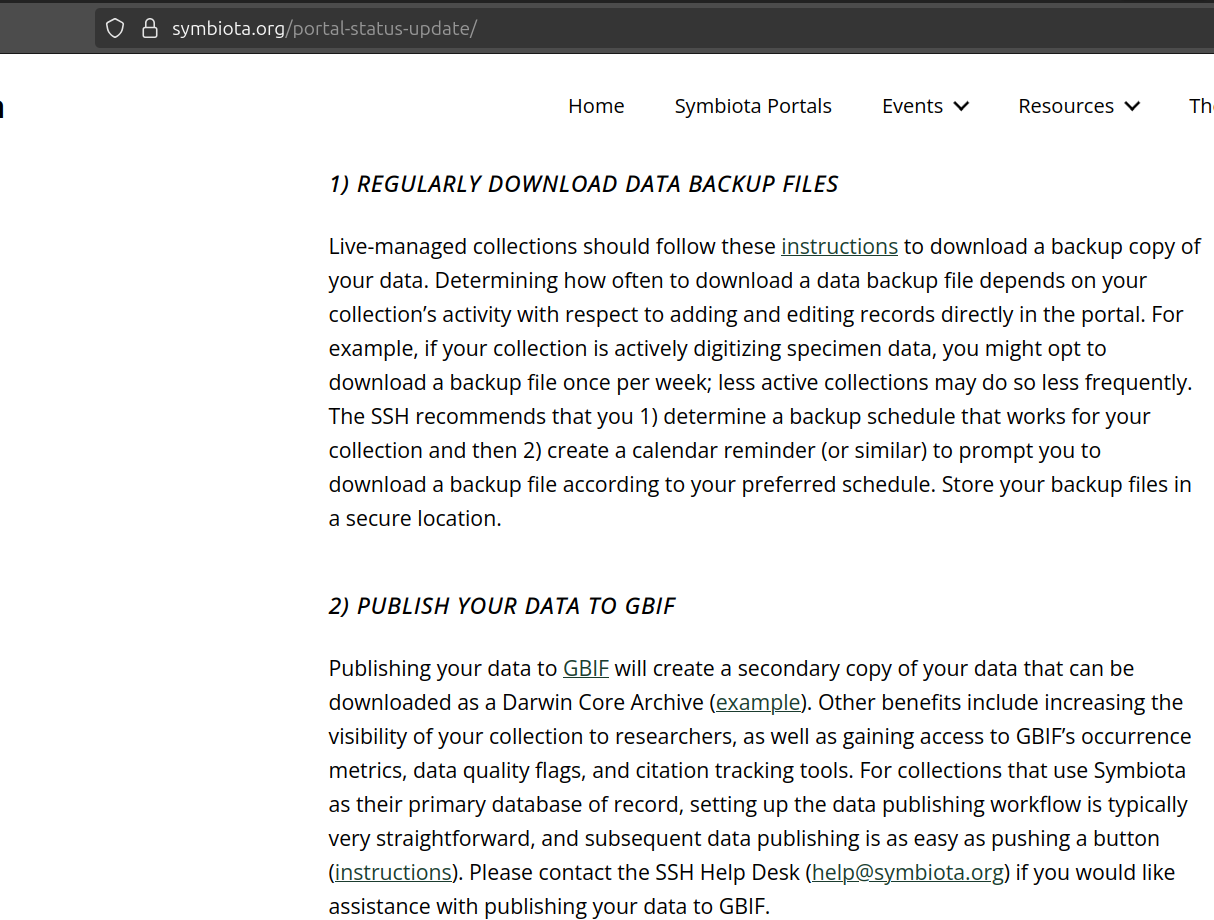 symbiota.org/portal-status-update/
Home Symbiota Portals Events Resources
1) REGULARLY DOWNLOAD DATA BACKUP FILES
Live-managed collections should follow these instructions to download a backup copy of
your data. Determining how often to download a data backup file depends on your
collection’s activity with respect to adding and editing records directly in the portal. For
example, if your collection is actively digitizing specimen data, you might opt to
download a backup file once per week; less active collections may do so less frequently.
The SSH recommends that you 1) determine a backup schedule that works for your
collection and then 2) create a calendar reminder (or similar) to prompt you to
download a backup file according to your preferred schedule. Store your backup files in
a secure location.
2) PUBLISH YOUR DATA TO GBIF
Publishing your data to GBIF will create a secondary copy of your data that can be
downloaded as a Darwin Core Archive (example). Other benefits include increasing the
visibility of your collection to researchers, as well as gaining access to GBIF’s occurrence
metrics, data quality flags, and citation tracking tools. For collections that use Symbiota
as their primary database of record, setting up the data publishing workflow is typically
very straightforward, and subsequent data publishing is as easy as pushing a button
(instructions). Please contact the SSH Help Desk (help@symbiota.org) if you would like
assistance with publishing your data to GBIF.